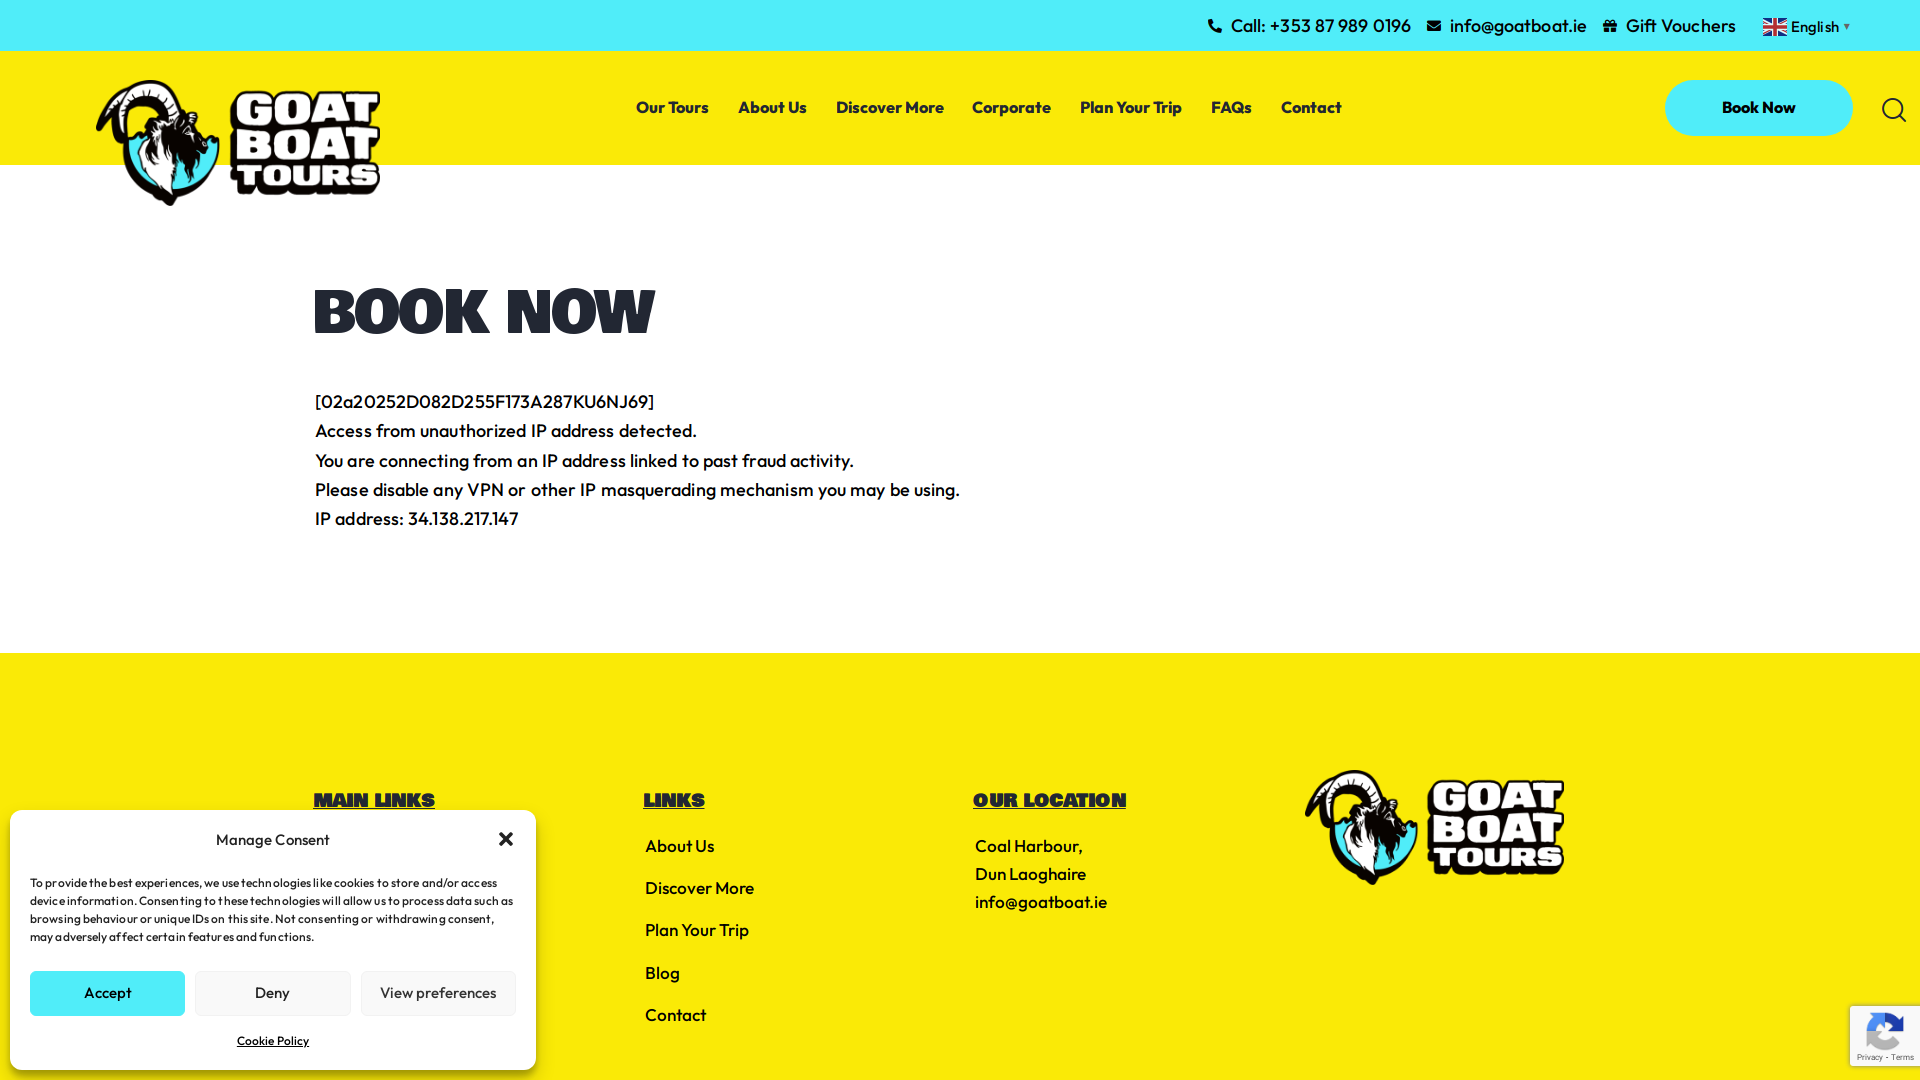 Call: +353 87 989 0196 info@goatboat.ie Gift Vouchers English
GOAT
BOAT
TOURS
Our Tours About Us Discover More Corporate Plan Your Trip FAQs Contact
Book Now
BOOK NOW
[02a20252D082D255F173A287KU6NJ69]
Access from unauthorized IP address detected.
You are connecting from an IP address linked to past fraud activity.
Please disable any VPN or other IP masquerading mechanism you may be using.
IP address: 34.138.217.147
MAIN LINKS
LINKS
About Us
Discover More
Plan Your Trip
Blog
Contact
OUR LOCATION
Coal Harbour,
Dun Laoghaire
info@goatboat.ie
GOAT
BOAT
TOURS
Manage Consent
To provide the best experiences, we use technologies like cookies to store and/or access
device information. Consenting to these technologies will allow us to process data such as
browsing behaviour or unique IDs on this site. Not consenting or withdrawing consent,
may adversely affect certain features and functions.
Accept Deny View preferences
Cookie Policy
Privacy - Terms